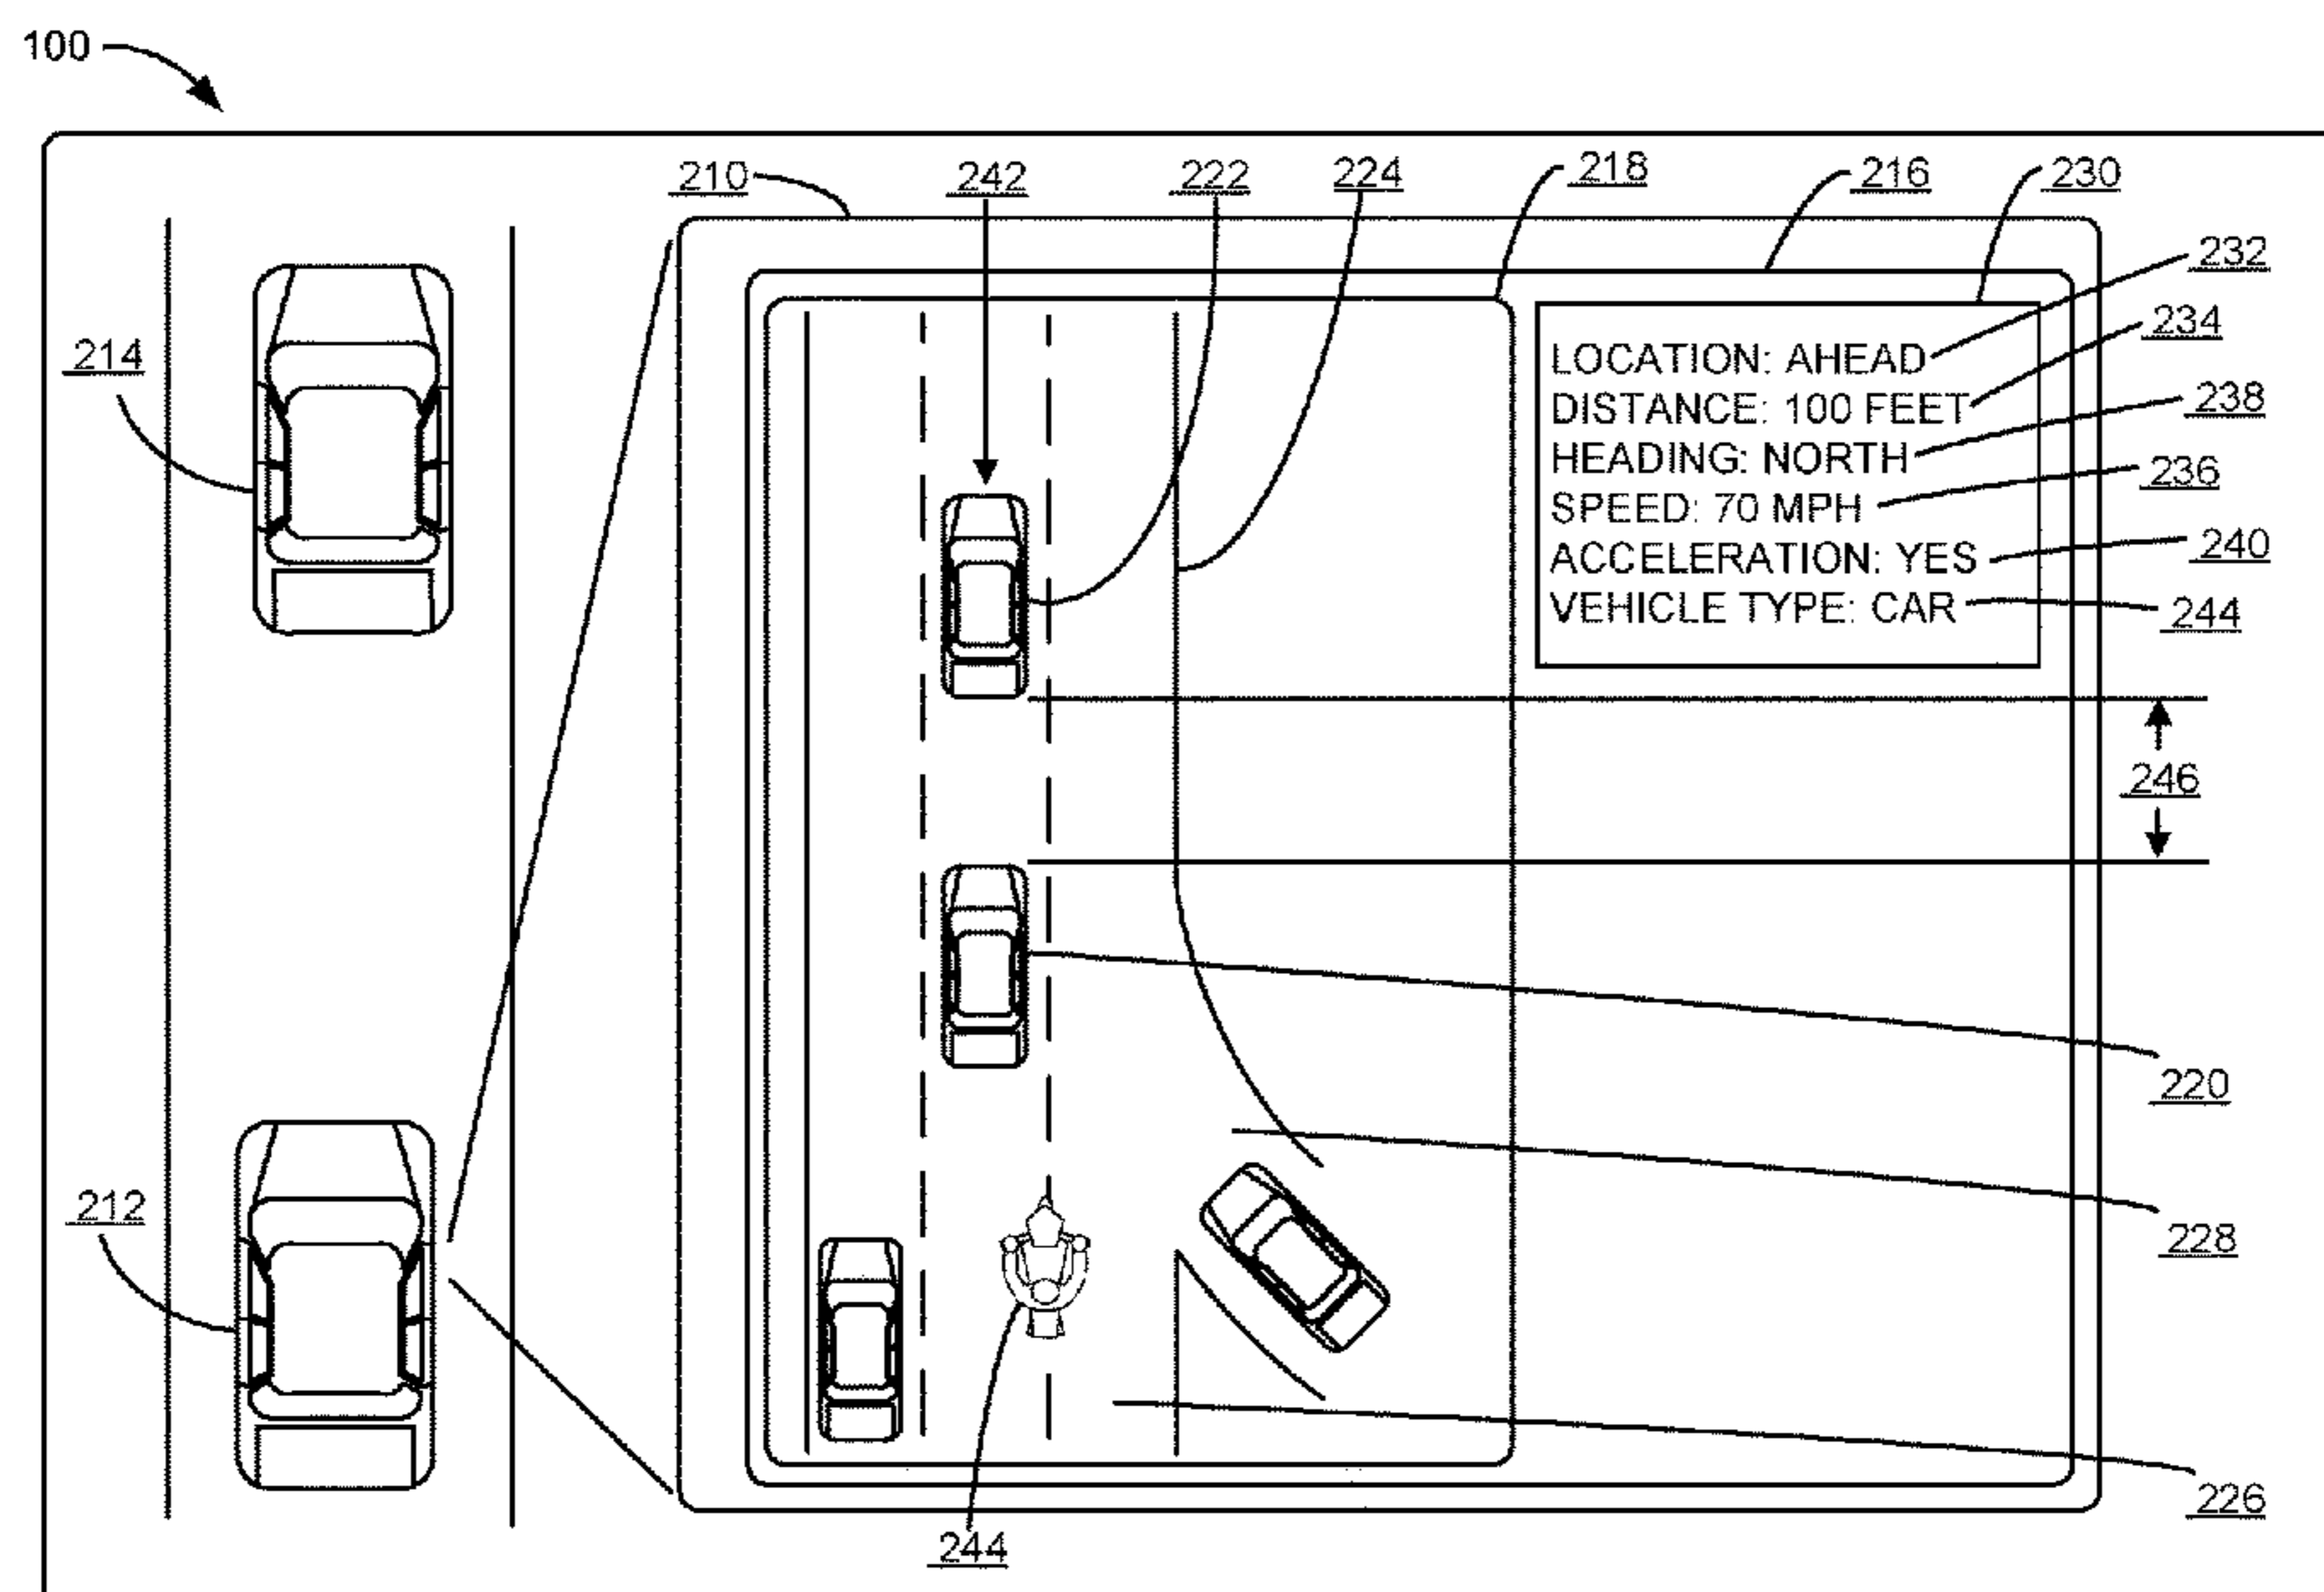 100
210 242 222 224 218 216 230
232
214
LOCATION: AHEAD
234
DISTANCE: 100 FEET
238
HEADING: NORTH
236
SPEED: 70 MPH
240
ACCELERATION: YES
244
VEHICLE TYPE: CAR
246
220
212
228
226
244